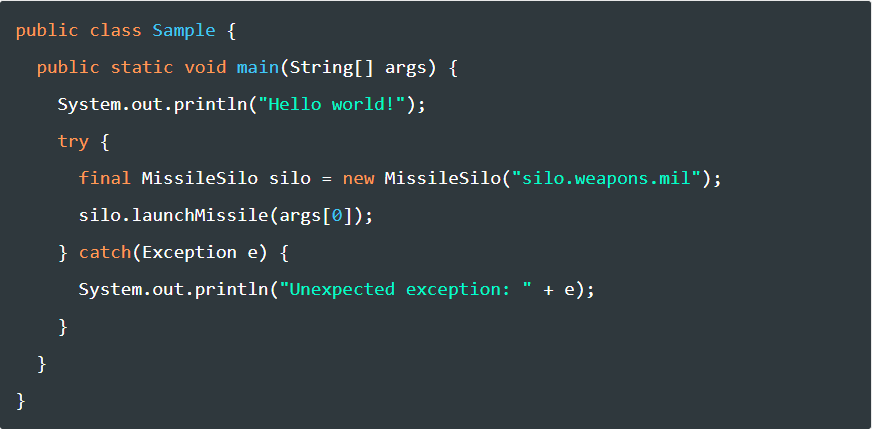 public class Sample {
  public static void main(String[] args) {
    System.out.println("Hello world!");
    try {
      final MissileSilo silo = new MissileSilo("silo.weapons.mil");
      silo.launchMissile(args[0]);
    } catch(Exception e) {
      System.out.println("Unexpected exception: " + e);
    }
  }
}